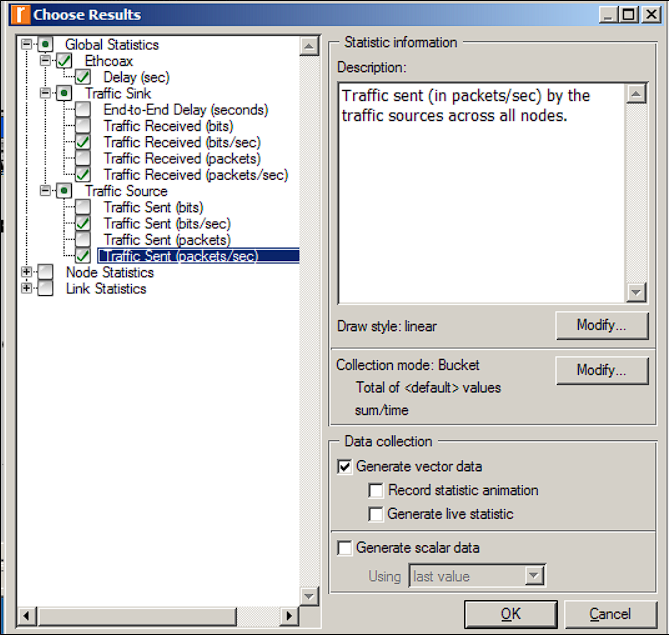 Choose Results
Global Statistics
Ethcoax
Delay (sec)
Traffic Sink
End-to-End Delay (seconds)
Traffic Received (bits)
Traffic Received (bits/sec)
Traffic Received (packets)
Traffic Received (packets/sec)
Traffic Source
Traffic Sent (bits)
Traffic Sent (bits/sec)
Traffic Sent (packets)
Traffic Sent (packets/sec)
Node Statistics
Link Statistics
Statistic information
Description:
Traffic sent (in packets/sec) by the
traffic sources across all nodes.
Draw style: linear
Modify...
Collection mode: Bucket
Modify...
Total of <default> values
sum/time
Data collection
Generate vector data
Record statistic animation
Generate live statistic
Generate scalar data
Using
last value
OK
Cancel